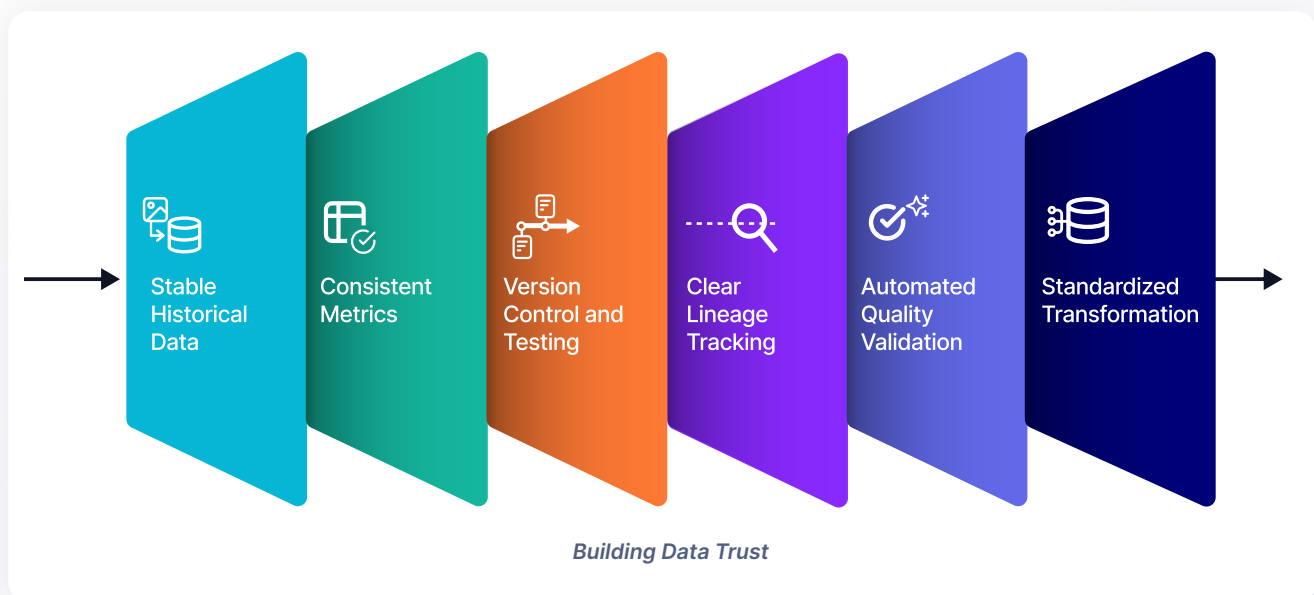 Stable
Historical
Data
Consistent
Metrics
Version
Control and
Testing
Clear
Lineage
Tracking
Automated
Quality
Validation
Standardized
Transformation
Building Data Trust